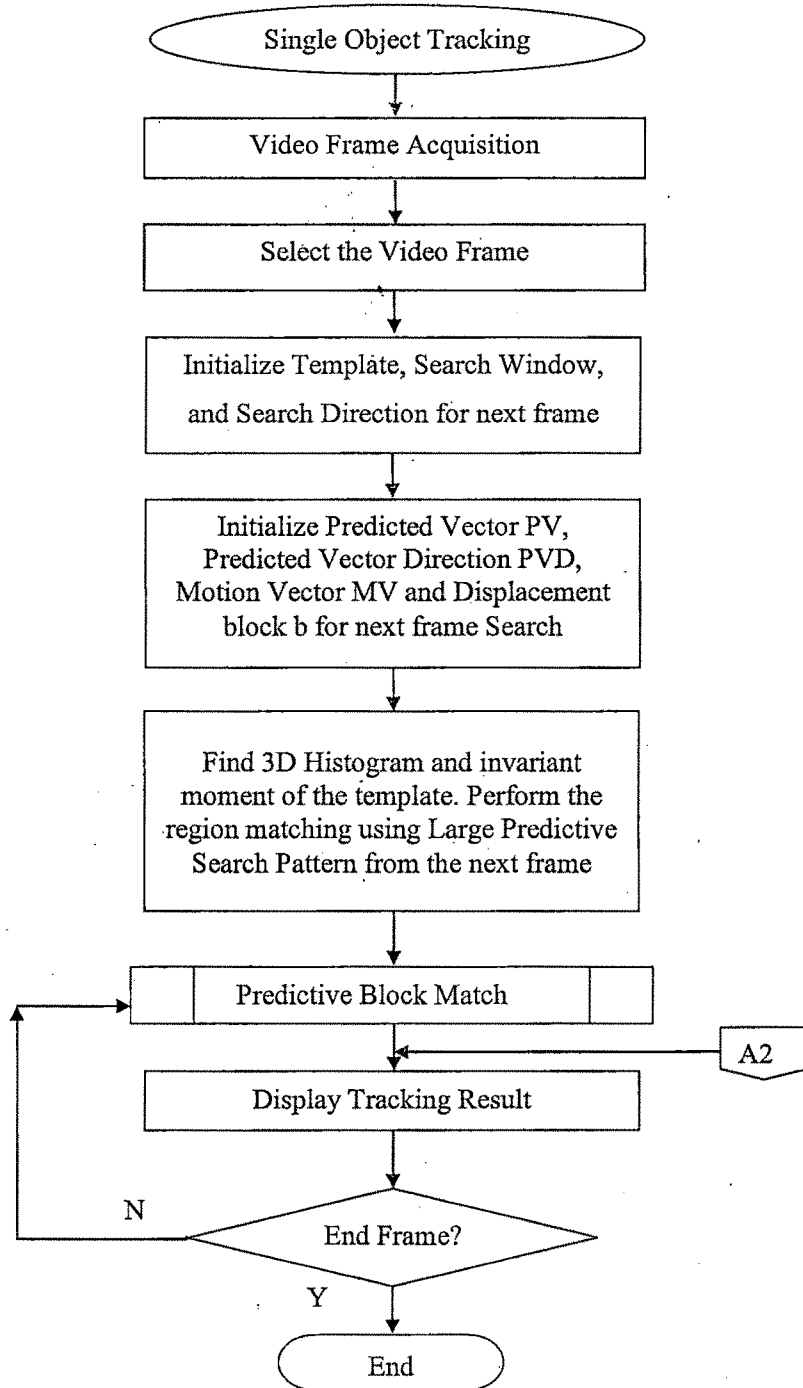 Single Object Tracking
Video Frame Acquisition
Select the Video Frame
Initialize Template, Search Window,
and Search Direction for next frame
Initialize Predicted Vector PV,
Predicted Vector Direction PVD,
Motion Vector MV and Displacement
block b for next frame Search
Find 3D Histogram and invariant
moment of the template. Perform the
region matching using Large Predictive
Search Pattern from the next frame
Predictive Block Match
A2
Display Tracking Result
N
End Frame?
Y
End